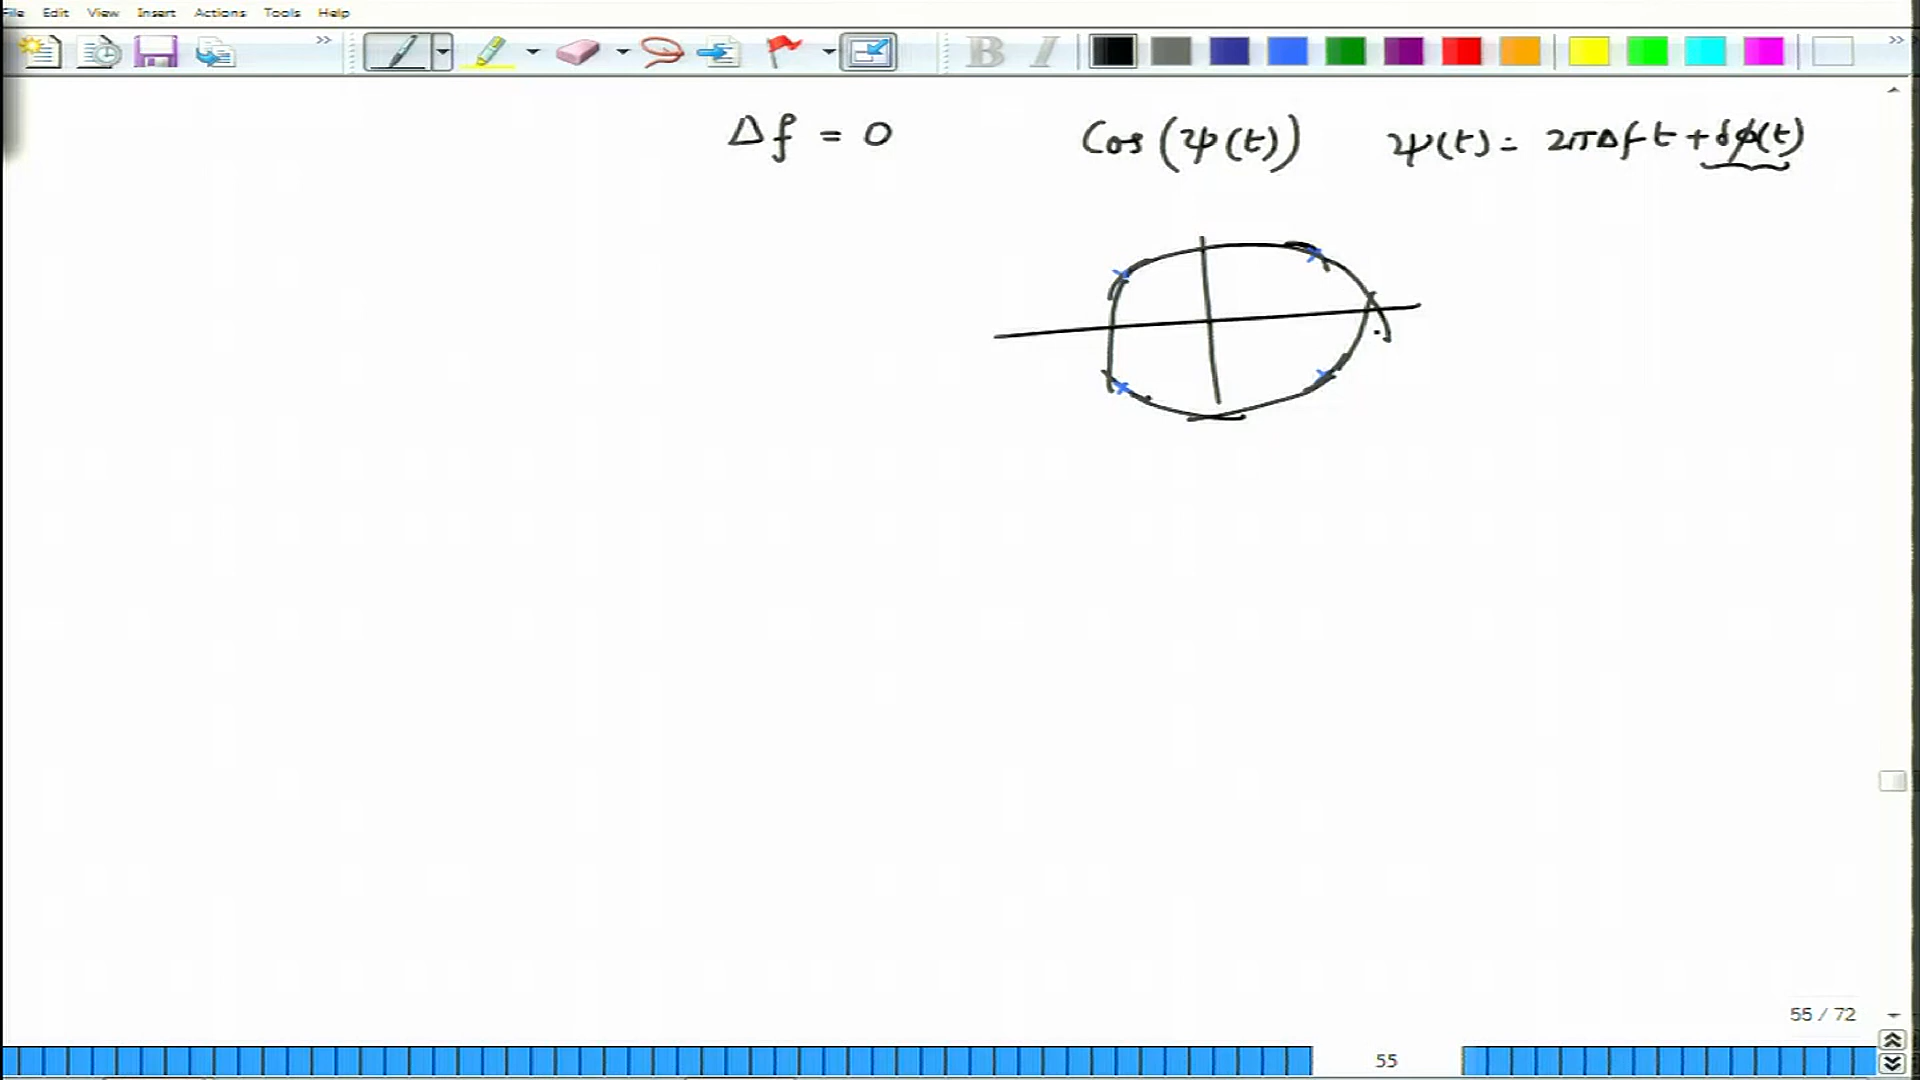 File Edit View Insert Actions Tools Help
B I
Δf = 0 Cos(ψ(t)) ψ(t) = 2πΔft + δϕ(t)
55 / 72
55